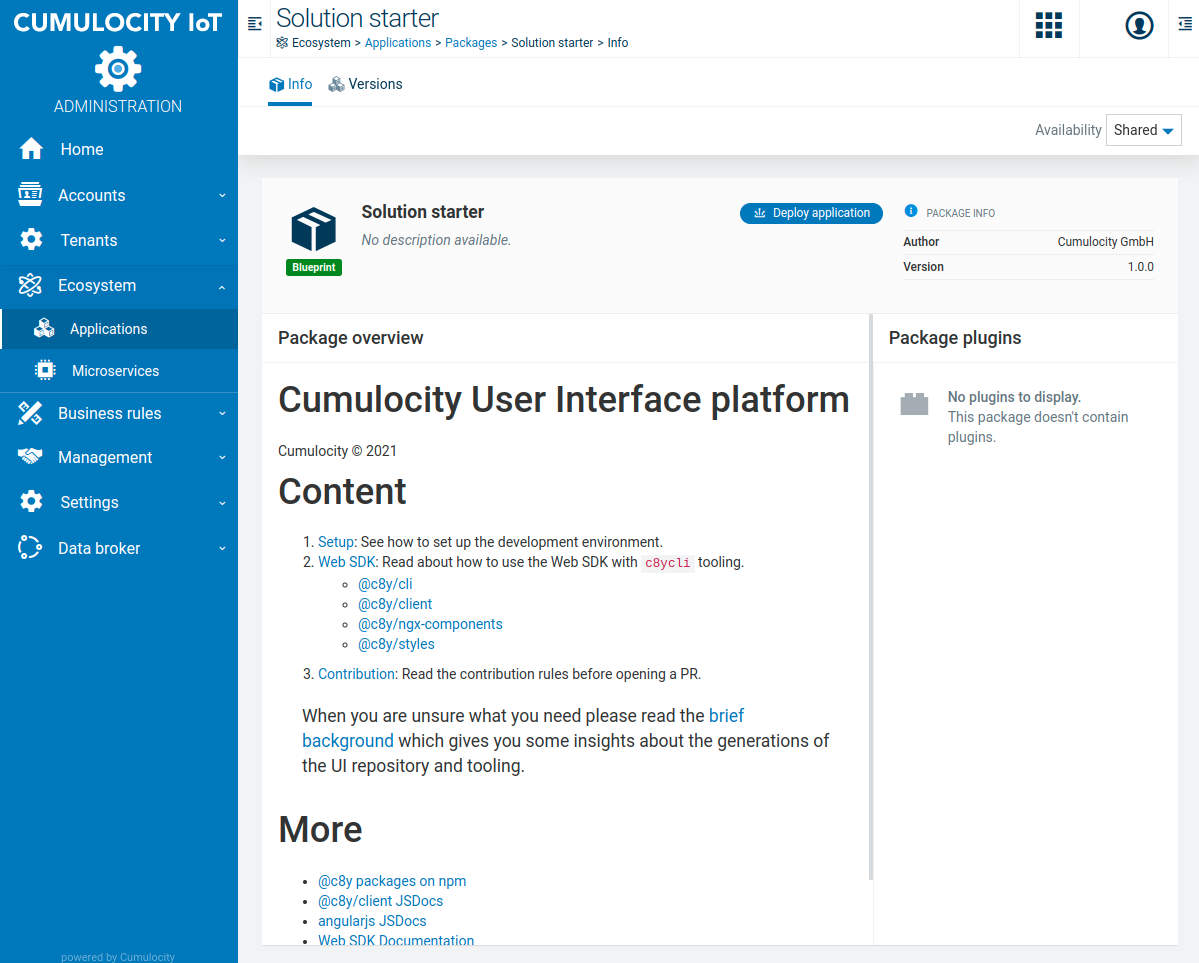 CUMULOCITY IoT
ADMINISTRATION
Home
Accounts
Tenants
Ecosystem
Applications
Microservices
Business rules
Management
Settings
Data broker
powered by Cumulocity
Solution starter
Ecosystem > Applications > Packages > Solution starter > Info
Info
Versions
Availability Shared
Blueprint
Solution starter
No description available.
Deploy application
PACKAGE INFO
Author Cumulocity GmbH
Version 1.0.0
Package overview
Cumulocity User Interface platform
Cumulocity © 2021
Content
1. Setup: See how to set up the development environment.
2. Web SDK: Read about how to use the Web SDK with c8ycli tooling.
@c8y/cli
@c8y/client
@c8y/ngx-components
@c8y/styles
3. Contribution: Read the contribution rules before opening a PR.
When you are unsure what you need please read the brief
background which gives you some insights about the generations of
the UI repository and tooling.
More
@c8y packages on npm
@c8y/client JSDocs
angularjs JSDocs
Web SDK Documentation
Package plugins
No plugins to display.
This package doesn't contain
plugins.